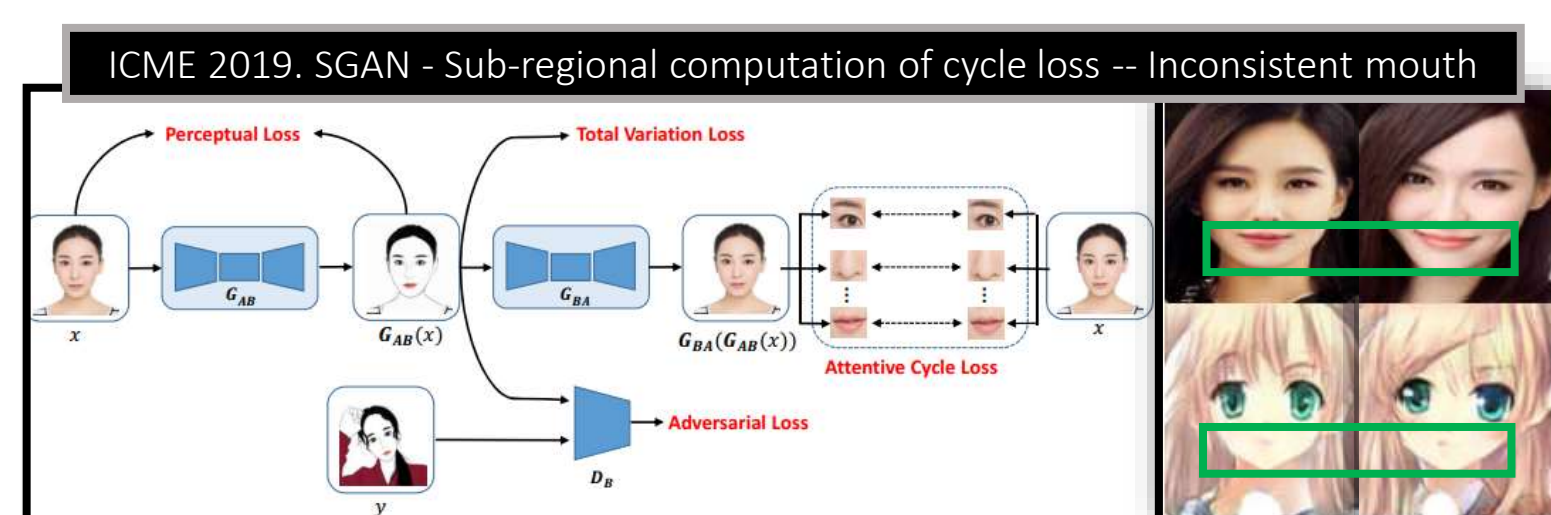 ICME 2019. SGAN - Sub-regional computation of cycle loss -- Inconsistent mouth
Perceptual Loss
Total Variation Loss
G_AB
G_BA
x
G_AB(x)
G_BA(G_AB(x))
x
Attentive Cycle Loss
Adversarial Loss
D_B
y